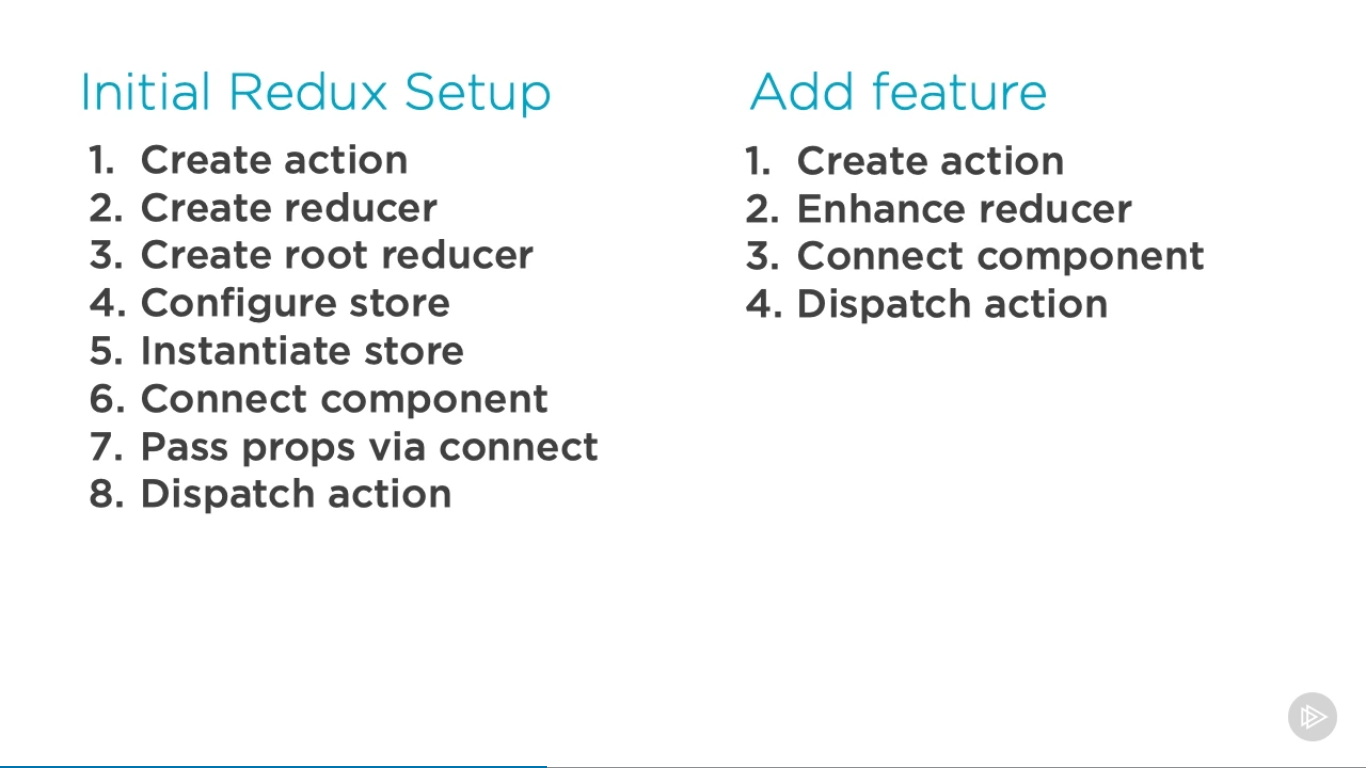 Initial Redux Setup
1. Create action
2. Create reducer
3. Create root reducer
4. Configure store
5. Instantiate store
6. Connect component
7. Pass props via connect
8. Dispatch action
Add feature
1. Create action
2. Enhance reducer
3. Connect component
4. Dispatch action